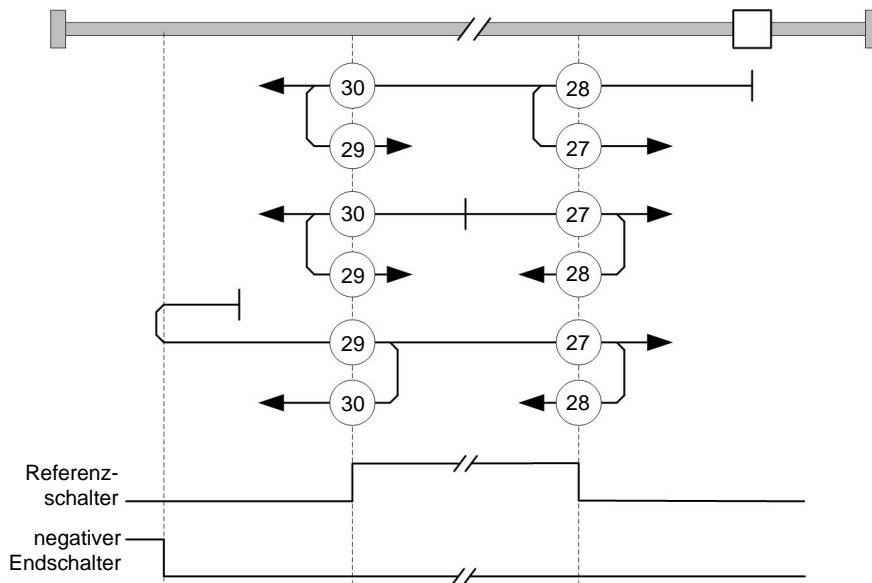 30 28
29 27
30 27
29 28
29 27
30 28
Referenz-
schalter
negativer
Endschalter